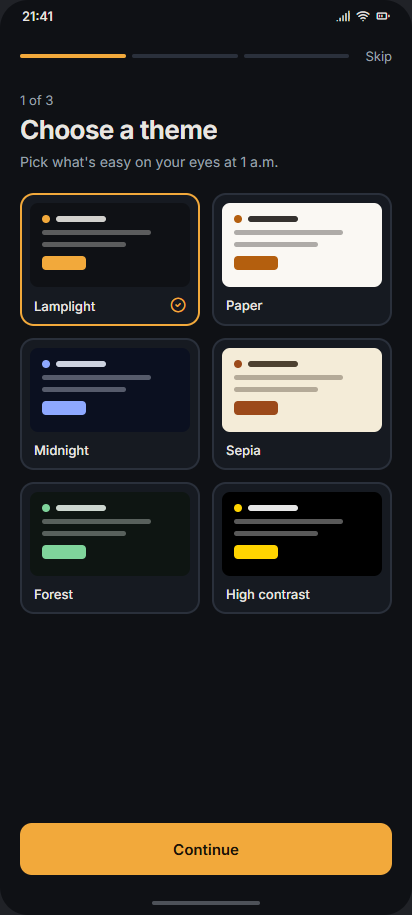 21:41
Skip
1 of 3
Choose a theme
Pick what's easy on your eyes at 1 a.m.
Lamplight
Paper
Midnight
Sepia
Forest
High contrast
Continue